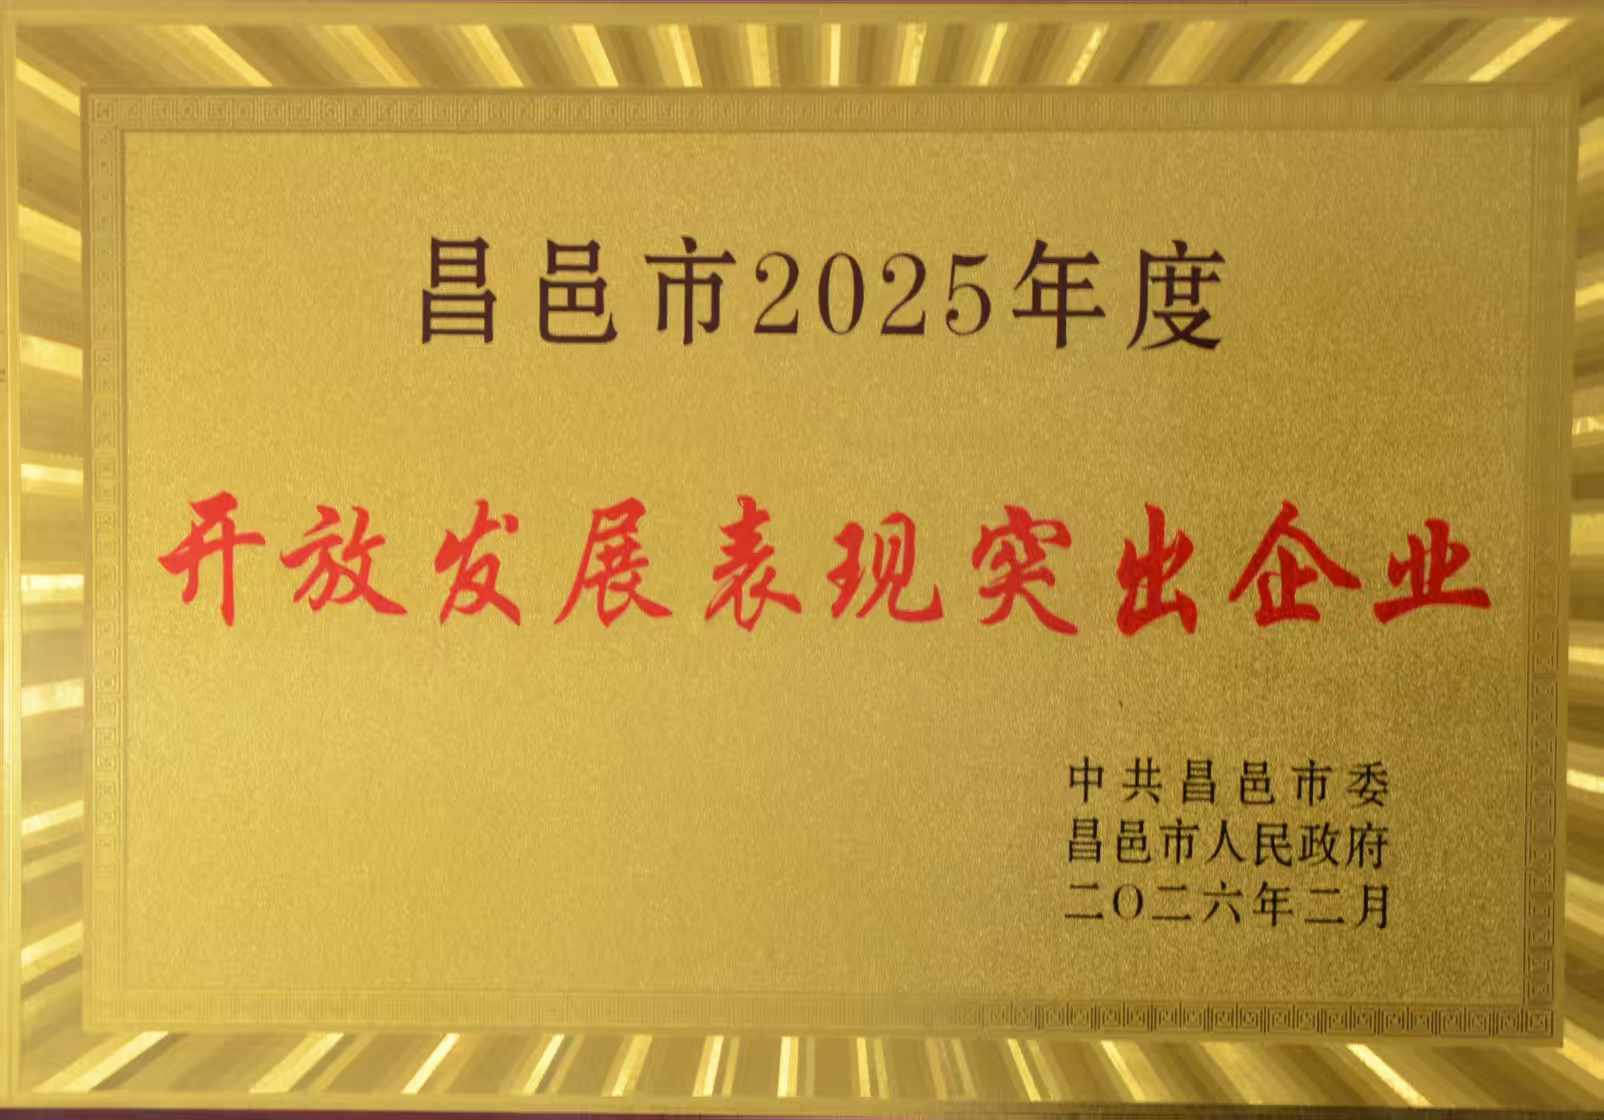 昌邑市2025年度
开放发展表现突出企业
中共昌邑市委
昌邑市人民政府
二〇二六年二月